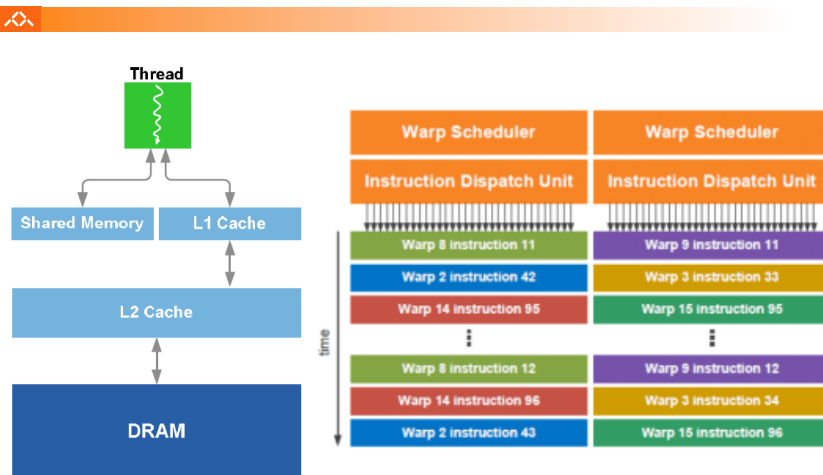 Thread
Shared Memory
L1 Cache
L2 Cache
DRAM
Warp Scheduler
Warp Scheduler
Instruction Dispatch Unit
Instruction Dispatch Unit
time
Warp 8 instruction 11
Warp 9 instruction 11
Warp 2 instruction 42
Warp 3 instruction 33
Warp 14 instruction 95
Warp 15 instruction 95
Warp 8 instruction 12
Warp 9 instruction 12
Warp 14 instruction 96
Warp 3 instruction 34
Warp 2 instruction 43
Warp 15 instruction 96